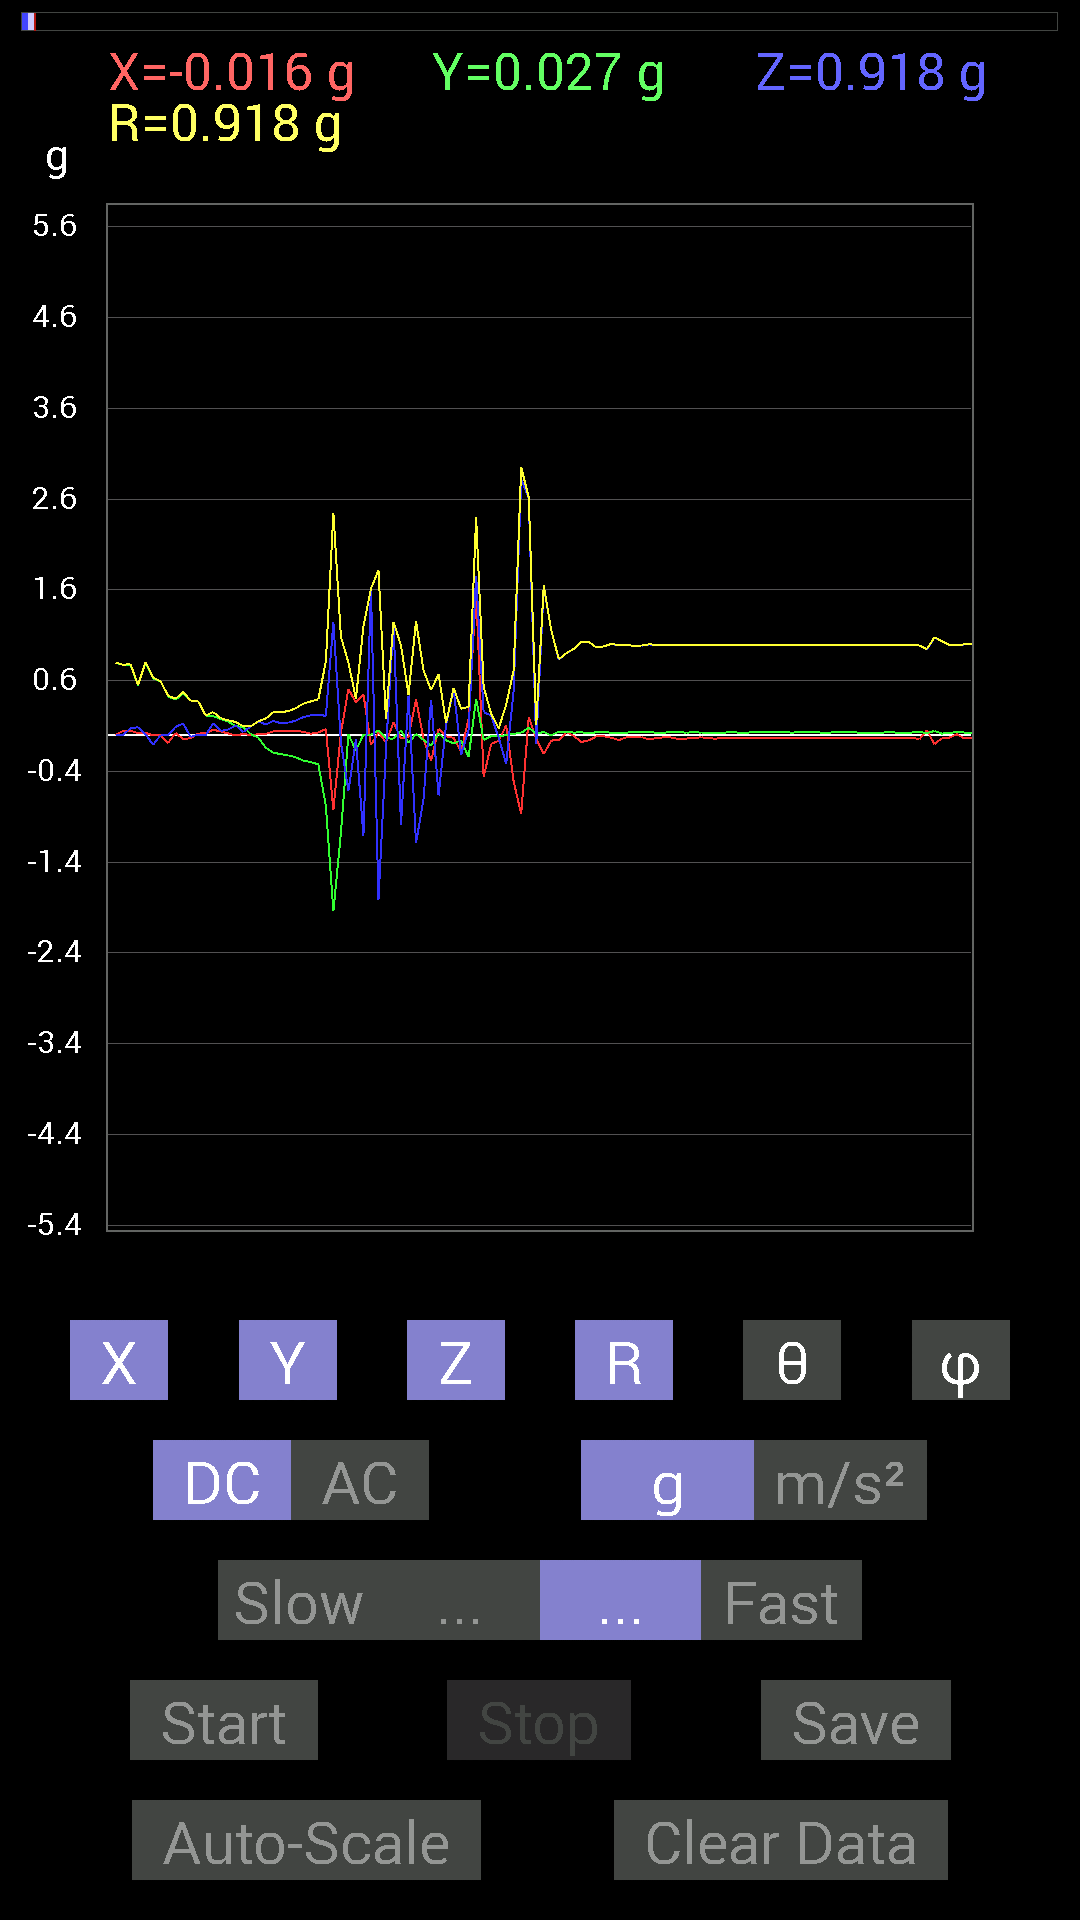 X=-0.016 g Y=0.027 g Z=0.918 g
R=0.918 g
g
5.6
4.6
3.6
2.6
1.6
0.6
-0.4
-1.4
-2.4
-3.4
-4.4
-5.4
X Y Z R θ φ
DC AC g m/s²
Slow ... ... Fast
Start Stop Save
Auto-Scale Clear Data